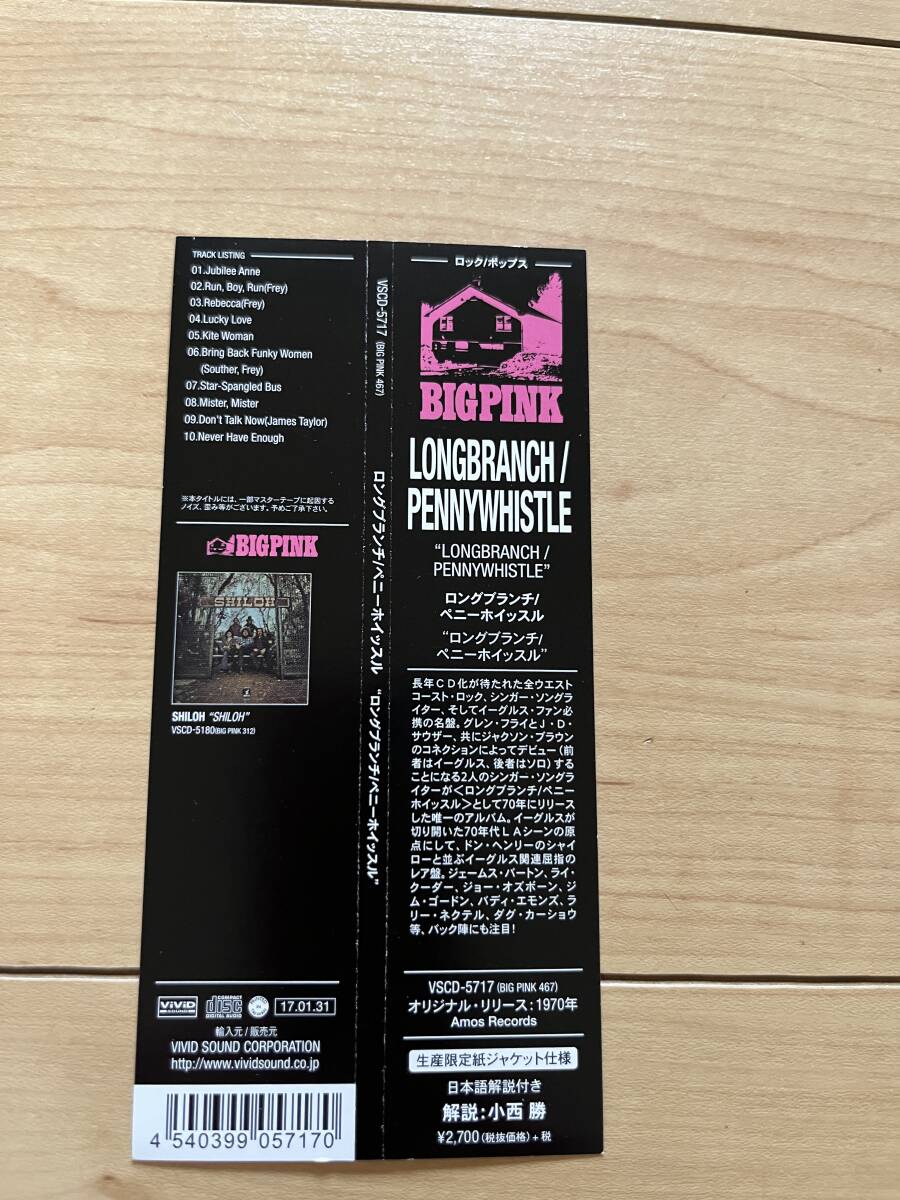 TRACK LISTING
01.Jubilee Anne
02.Run, Boy, Run(Frey)
03.Rebecca(Frey)
04.Lucky Love
05.Kite Woman
06.Bring Back Funky Women
(Souther, Frey)
07.Star-Spangled Bus
08.Mister, Mister
09.Don't Talk Now(James Taylor)
10.Never Have Enough
※本タイトルには、一部マスターテープに起因する
ノイズ、歪み等がございます。予めご了承下さい。
BIGPINK
SHILOH
SHILOH "SHILOH"
VSCD-5180(BIG PINK 312)
ViViD
SOUND
COMPACT
disc
DIGITAL AUDIO
17.01.31
輸入元/販売元
VIVID SOUND CORPORATION
http://www.vividsound.co.jp
4 540399 057170
VSCD-5717 (BIG PINK 467) ロングブランチ/ペニーホイッスル "ロングブランチ/ペニーホイッスル"
ロック/ポップス
BIGPINK
LONGBRANCH/
PENNYWHISTLE
"LONGBRANCH/
PENNYWHISTLE"
ロングブランチ/
ペニーホイッスル
"ロングブランチ/
ペニーホイッスル"
長年CD化が待たれた全ウエスト
コースト・ロック、シンガー・ソングラ
イター、そしてイーグルス・ファン必
携の名盤。グレン・フライとJ・D・
サウザー、共にジャクソン・ブラウン
のコネクションによってデビュー(前
者はイーグルス、後者はソロ)する
ことになる2人のシンガー・ソングラ
イターが<ロングブランチ/ペニー
ホイッスル>として70年にリリース
した唯一のアルバム。イーグルスが
切り開いた70年代LAシーンの原
点にして、ドン・ヘンリーのシャイ
ローと並ぶイーグルス関連屈指の
レア盤。ジェームス・バートン、ライ・
クーダー、ジョー・オズボーン、ジ
ム・ゴードン、バディ・エモンズ、ラ
リー・ネクテル、ダグ・カーショウ
等、バック陣にも注目!
VSCD-5717 (BIG PINK 467)
オリジナル・リリース:1970年
Amos Records
生産限定紙ジャケット仕様
日本語解説付き
解説:小西 勝
¥2,700(税抜価格)+税